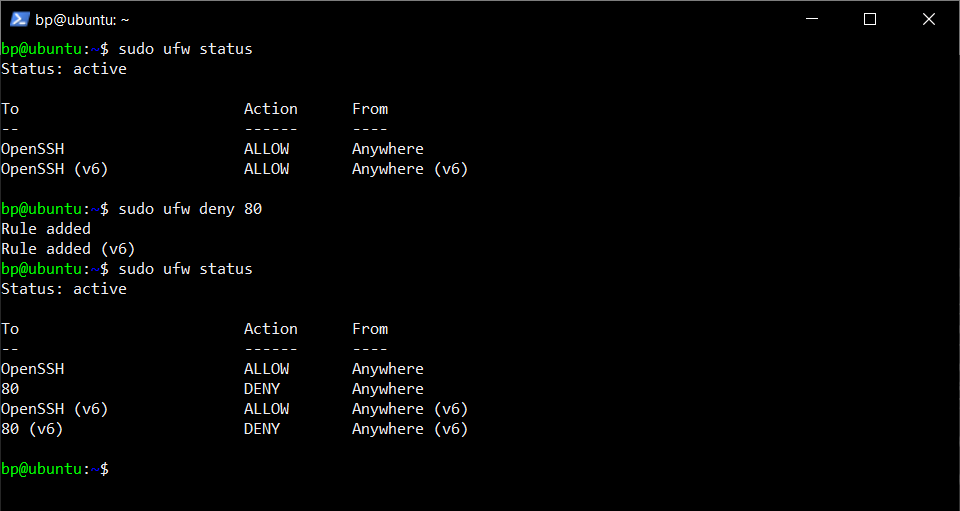 bp@ubuntu: ~
bp@ubuntu:~$ sudo ufw status
Status: active
To                         Action      From
--                         ------      ----
OpenSSH                    ALLOW       Anywhere
OpenSSH (v6)               ALLOW       Anywhere (v6)
bp@ubuntu:~$ sudo ufw deny 80
Rule added
Rule added (v6)
bp@ubuntu:~$ sudo ufw status
Status: active
To                         Action      From
--                         ------      ----
OpenSSH                    ALLOW       Anywhere
80                         DENY        Anywhere
OpenSSH (v6)               ALLOW       Anywhere (v6)
80 (v6)                    DENY        Anywhere (v6)
bp@ubuntu:~$